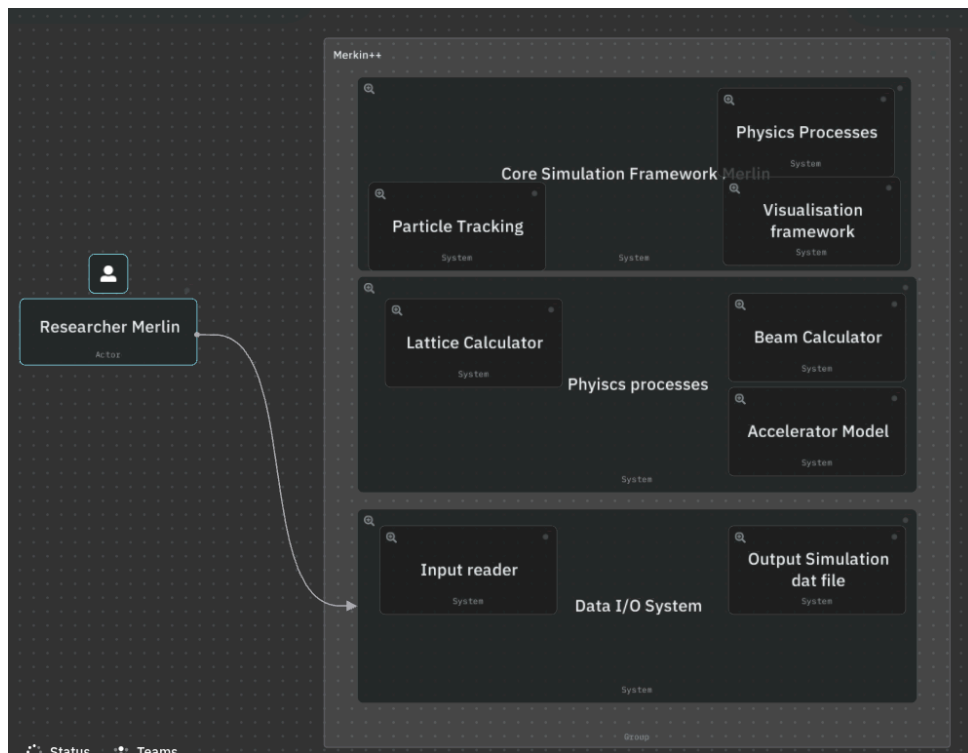 Merkin++
Physics Processes
System
Core Simulation Framework Merlin
Particle Tracking
System
System
Visualisation
framework
System
Researcher Merlin
Actor
Lattice Calculator
System
Beam Calculator
System
Phyiscs processes
Accelerator Model
System
System
Input reader
System
Output Simulation
dat file
System
Data I/O System
System
Group
Status
Teams